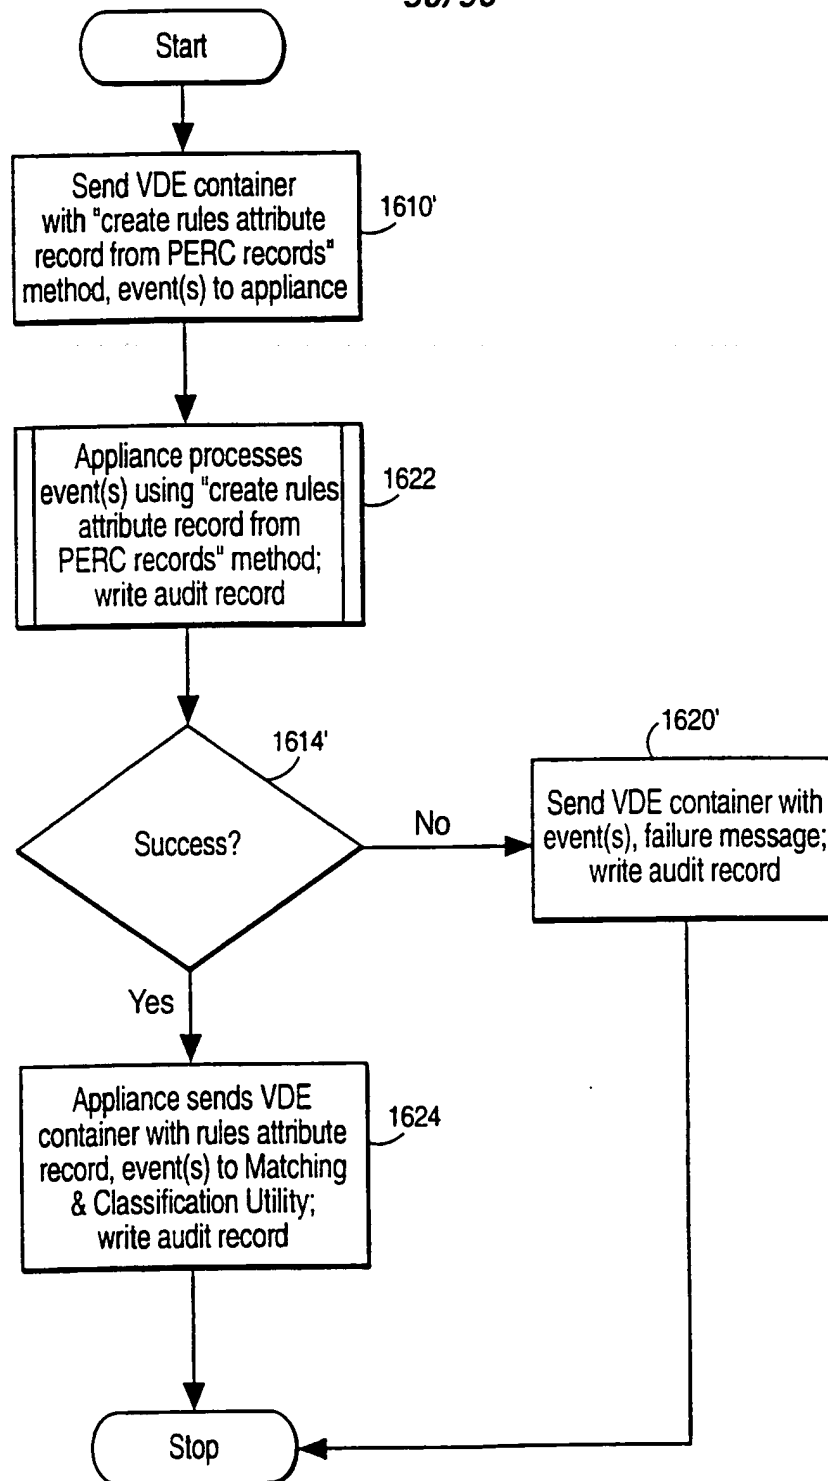 Start
Send VDE container
with "create rules attribute
record from PERC records"
method, event(s) to appliance
1610'
Appliance processes
event(s) using "create rules
attribute record from
PERC records" method;
write audit record
1622
Success?
1614'
No
1620'
Send VDE container with
event(s), failure message;
write audit record
Yes
Appliance sends VDE
container with rules attribute
record, event(s) to Matching
& Classification Utility;
write audit record
1624
Stop